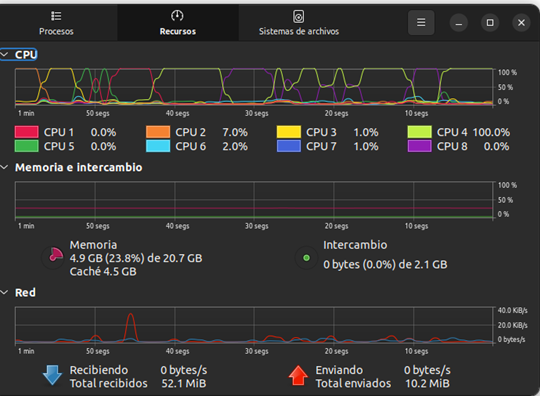 Procesos Recursos Sistemas de archivos
CPU
100 %
50 %
0 %
1 min 50 segs 40 segs 30 segs 20 segs 10 segs
CPU 1 0.0% CPU 2 7.0% CPU 3 1.0% CPU 4 100.0%
CPU 5 0.0% CPU 6 2.0% CPU 7 1.0% CPU 8 0.0%
Memoria e intercambio
100 %
50 %
0 %
1 min 50 segs 40 segs 30 segs 20 segs 10 segs
Memoria Intercambio
4.9 GB (23.8%) de 20.7 GB 0 bytes (0.0%) de 2.1 GB
Caché 4.5 GB
Red
40.0 KiB/s
20.0 KiB/s
0 bytes/s
1 min 50 segs 40 segs 30 segs 20 segs 10 segs
Recibiendo 0 bytes/s Enviando 0 bytes/s
Total recibidos 52.1 MiB Total enviados 10.2 MiB